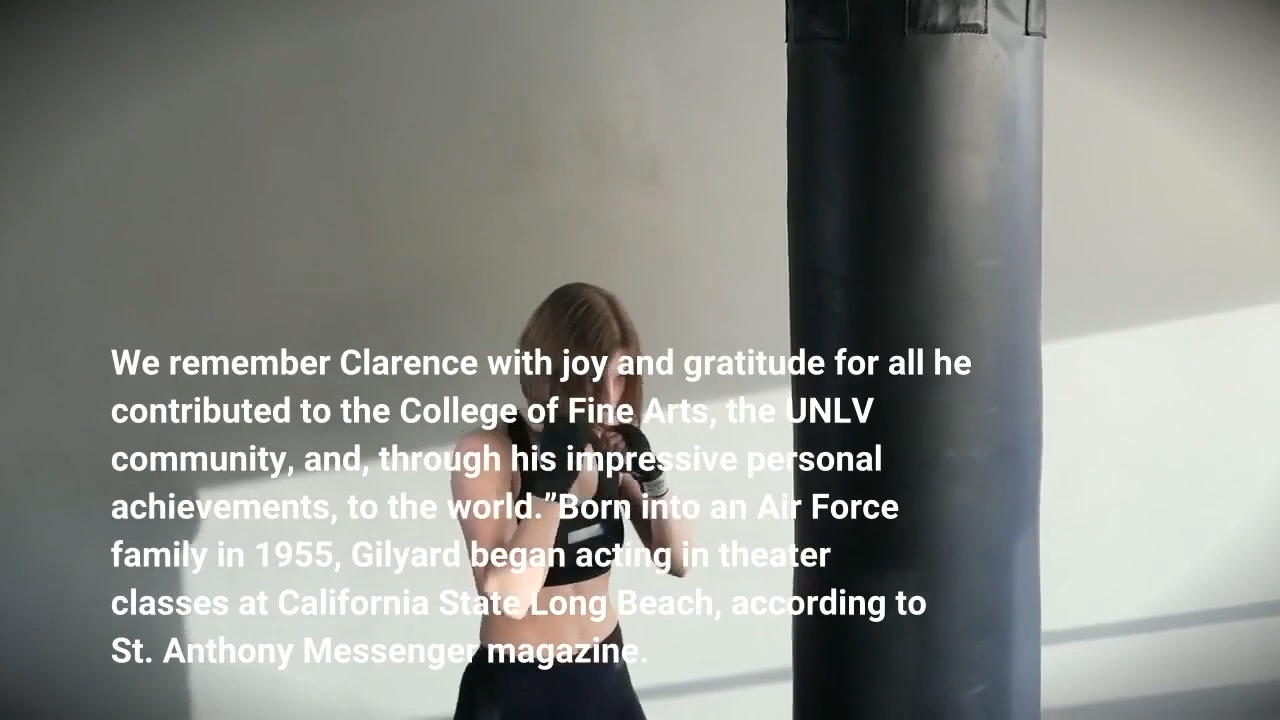 We remember Clarence with joy and gratitude for all he
contributed to the College of Fine Arts, the UNLV
community, and, through his impressive personal
achievements, to the world.”Born into an Air Force
family in 1955, Gilyard began acting in theater
classes at California State Long Beach, according to
St. Anthony Messenger magazine.